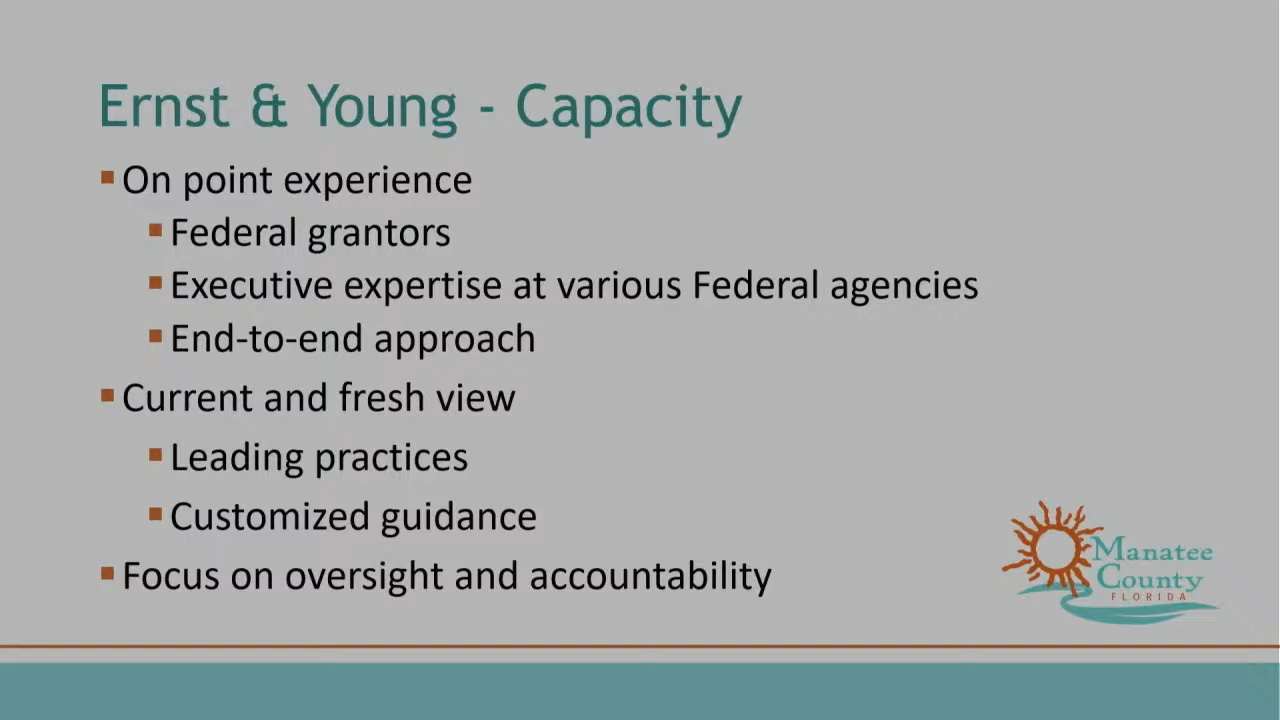 Ernst & Young - Capacity
On point experience
Federal grantors
Executive expertise at various Federal agencies
End-to-end approach
Current and fresh view
Leading practices
Customized guidance
Focus on oversight and accountability
Manatee
County
FLORIDA